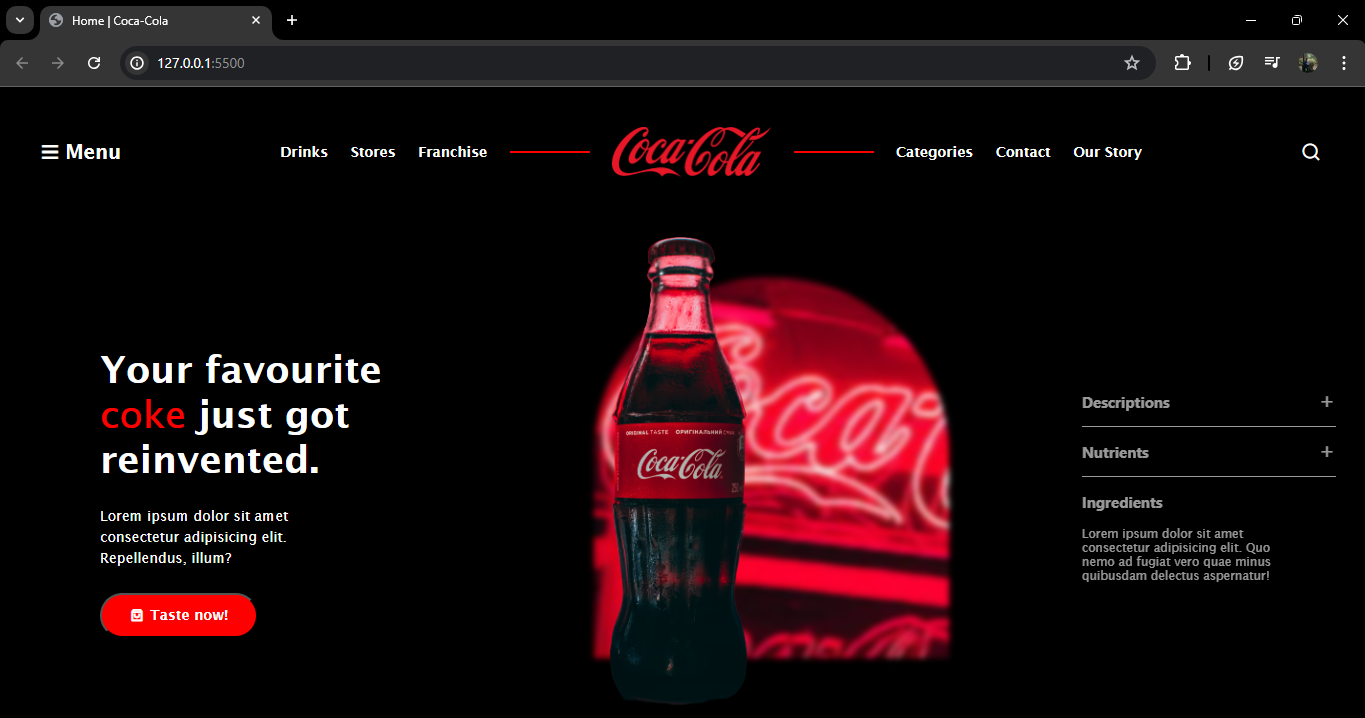 Home | Coca-Cola
127.0.0.1:5500
Menu
Drinks
Stores
Franchise
Coca-Cola
Categories
Contact
Our Story
Your favourite
coke just got
reinvented.
Lorem ipsum dolor sit amet
consectetur adipisicing elit.
Repellendus, illum?
Taste now!
ORIGINAL TASTE ОРИГІНАЛЬНИЙ
Coca-Cola
Coca
Descriptions +
Nutrients +
Ingredients
Lorem ipsum dolor sit amet
consectetur adipisicing elit. Quo
nemo ad fugiat vero quae minus
quibusdam delectus aspernatur!